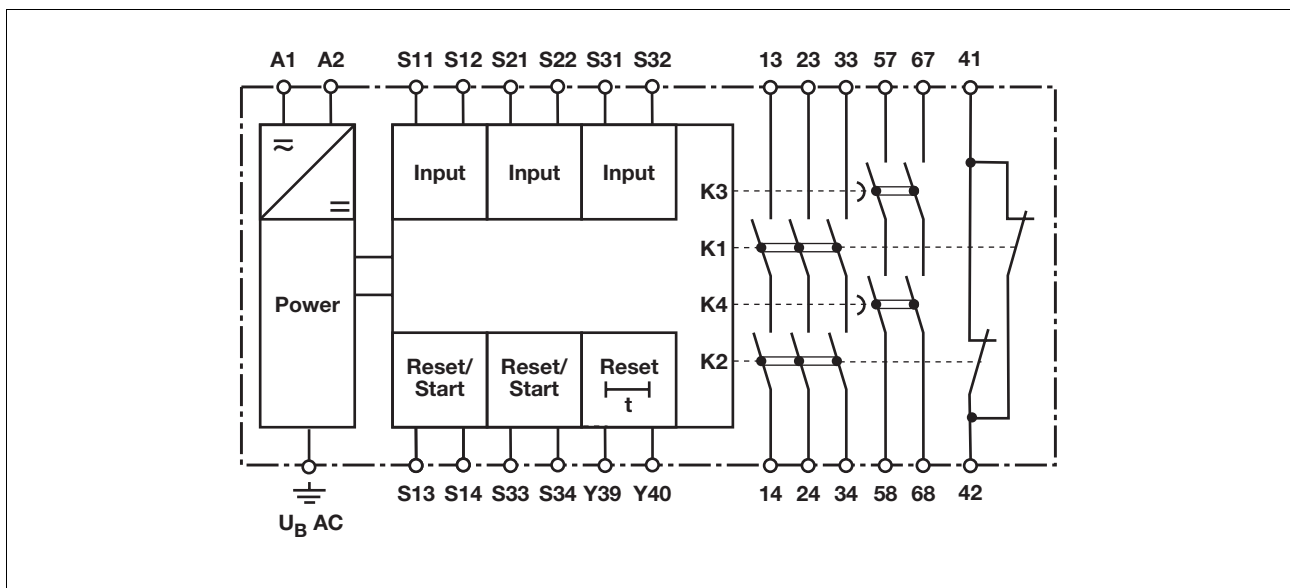 A1 A2 S11 S12 S21 S22 S31 S32 13 23 33 57 67 41
Input Input Input
K3
K1
K4
Power
K2
Reset/ Reset/ Reset
Start Start t
S13 S14 S33 S34 Y39 Y40 14 24 34 58 68 42
UB AC